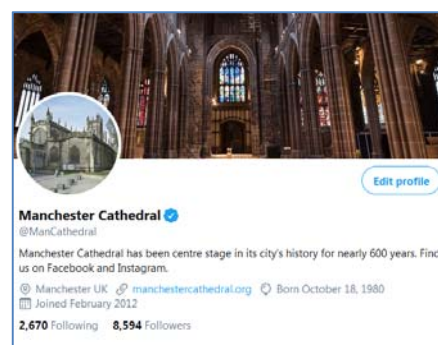 Edit profile
Manchester Cathedral
@ManCathedral
Manchester Cathedral has been centre stage in its city's history for nearly 600 years. Find
us on Facebook and Instagram.
Manchester UK manchestercathedral.org Born October 18, 1980
Joined February 2012
2,670 Following 8,594 Followers